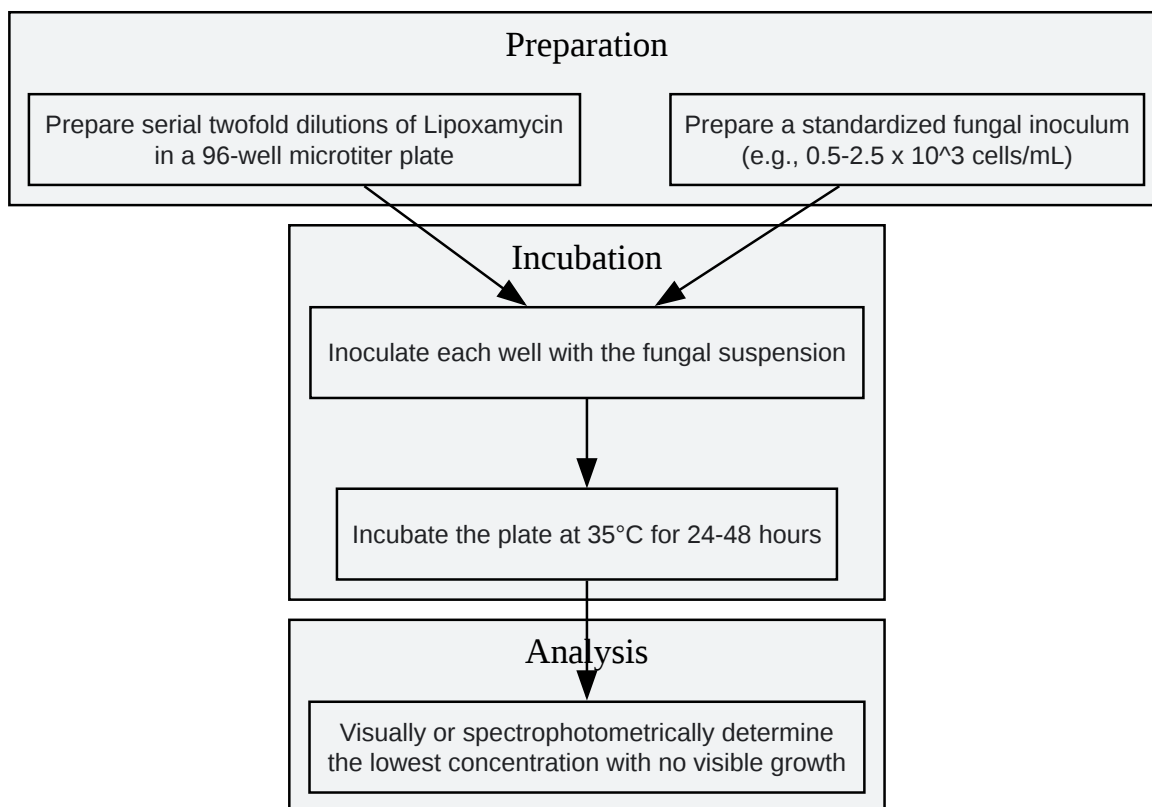 Preparation
Prepare serial twofold dilutions of Lipoxamycin
in a 96-well microtiter plate
Prepare a standardized fungal inoculum
(e.g., 0.5-2.5 x 10^3 cells/mL)
Incubation
Inoculate each well with the fungal suspension
Incubate the plate at 35°C for 24-48 hours
Analysis
Visually or spectrophotometrically determine
the lowest concentration with no visible growth